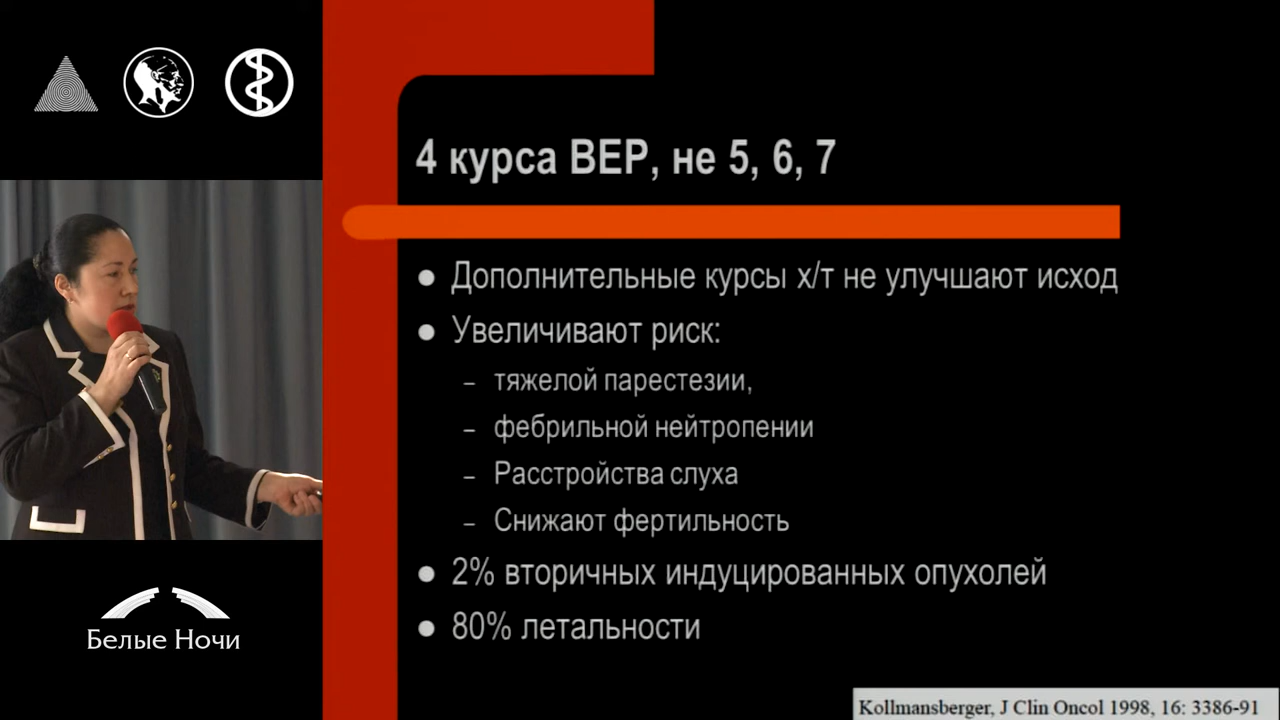 4 курса BEP, не 5, 6, 7
● Дополнительные курсы х/т не улучшают исход
● Увеличивают риск:
– тяжелой парестезии,
– фебрильной нейтропении
– Расстройства слуха
– Снижают фертильность
● 2% вторичных индуцированных опухолей
● 80% летальности
Белые Ночи
Kollmansberger, J Clin Oncol 1998, 16: 3386-91